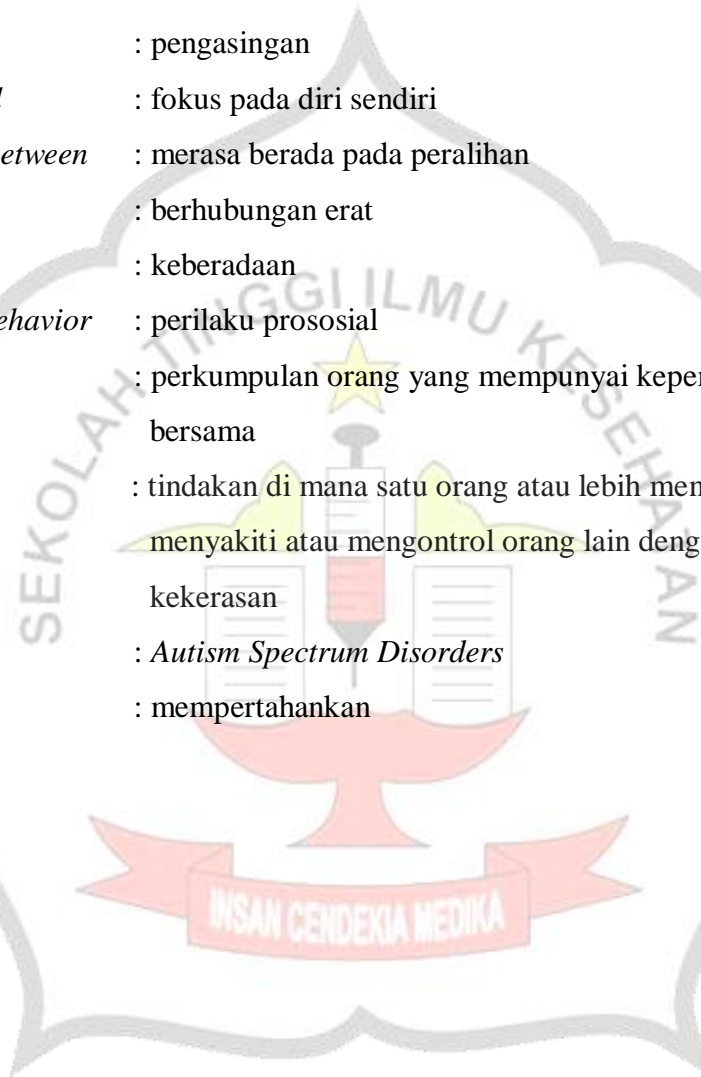 : pengasingan
: fokus pada diri sendiri
etween : merasa berada pada peralihan
: berhubungan erat
: keberadaan
ehavior : perilaku prososial
: perkumpulan orang yang mempunyai keper
bersama
: tindakan di mana satu orang atau lebih men
menyakiti atau mengontrol orang lain deng
kekerasan
: Autism Spectrum Disorders
: mempertahankan
SEKOLAH TINGGI ILMU KESEHATAN
INSAN CENDEKIA MEDIKA